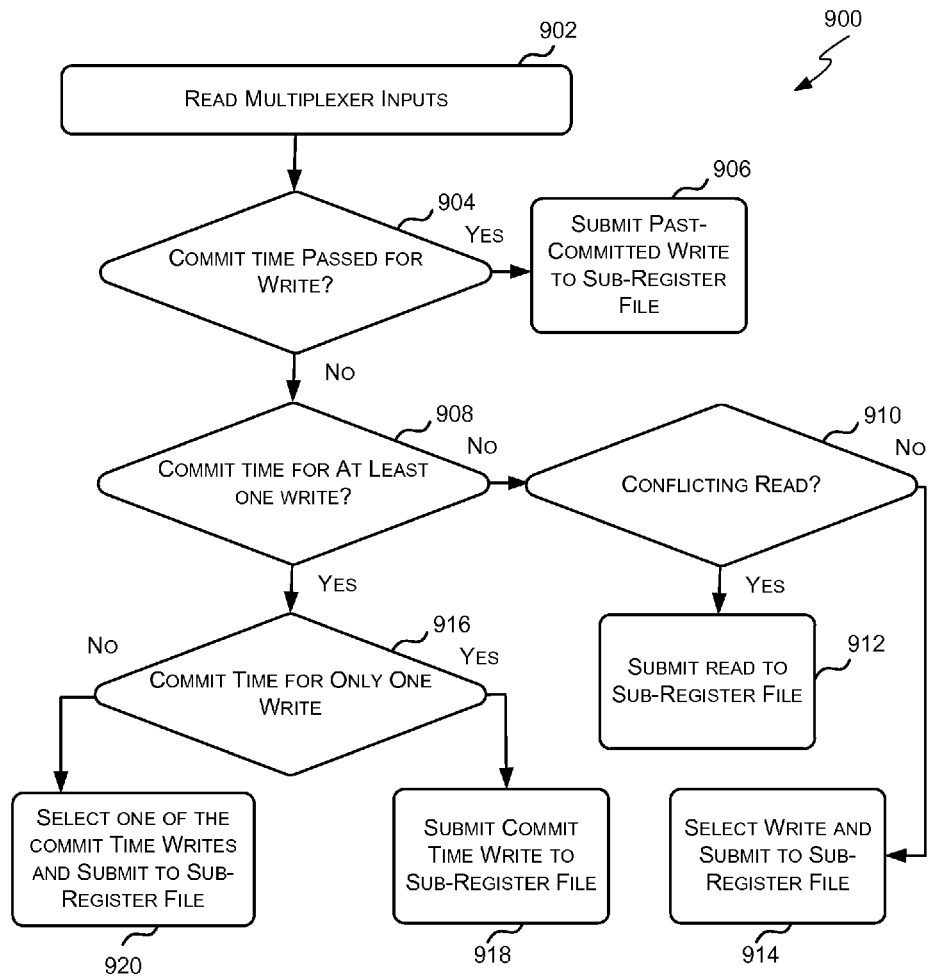 902
900
READ MULTIPLEXER INPUTS
904
906
YES
COMMIT TIME PASSED FOR
WRITE?
SUBMIT PAST-
COMMITTED WRITE
TO SUB-REGISTER
FILE
NO
908
NO
910
NO
COMMIT TIME FOR AT LEAST
ONE WRITE?
CONFLICTING READ?
YES
YES
NO
916
YES
912
COMMIT TIME FOR ONLY ONE
WRITE
SUBMIT READ TO
SUB-REGISTER FILE
SELECT ONE OF THE
COMMIT TIME WRITES
AND SUBMIT TO SUB-
REGISTER FILE
SUBMIT COMMIT
TIME WRITE TO
SUB-REGISTER FILE
SELECT WRITE AND
SUBMIT TO SUB-
REGISTER FILE
920
918
914